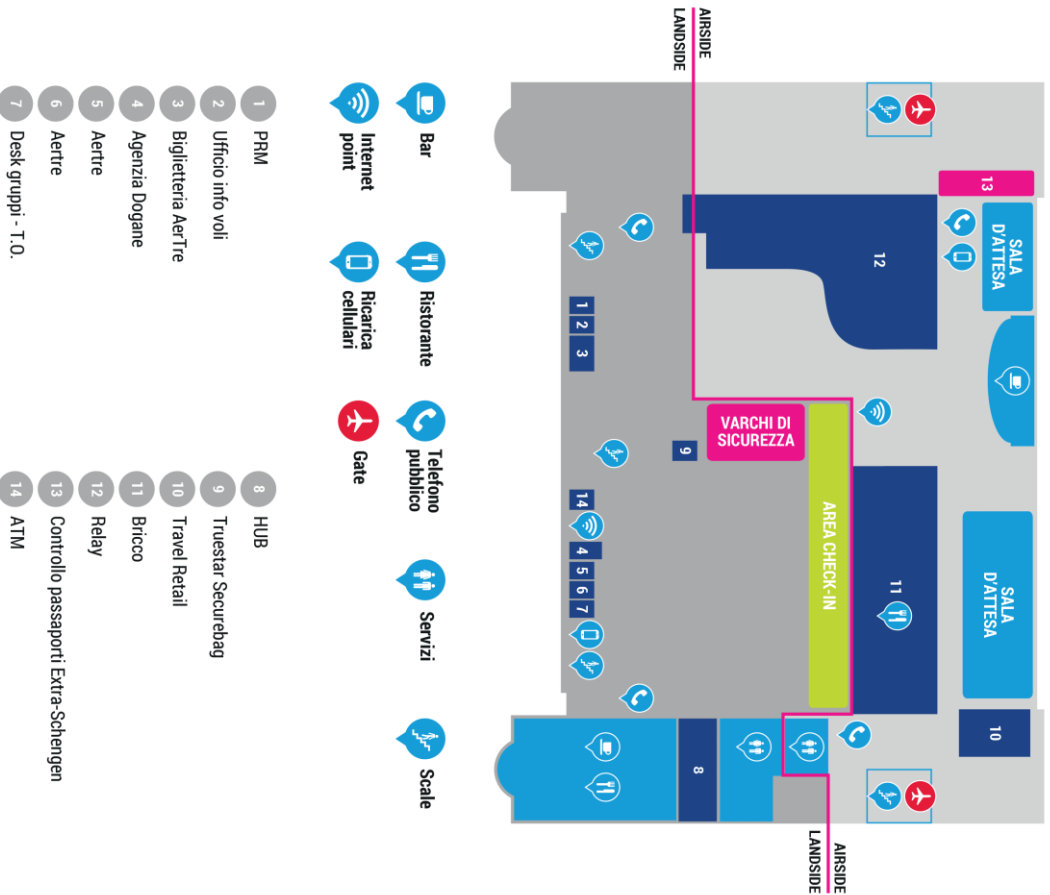 SALA
D'ATTESA
SALA
D'ATTESA
13
10
12
11
AIRSIDE
LANDSIDE
AREA CHECK-IN
VARCHI DI
SICUREZZA
AIRSIDE
LANDSIDE
9
8
1
2
3
14
4
5
6
7
Bar
Ristorante
Telefono
pubblico
Servizi
Scale
Internet
point
Ricarica
cellulari
Gate
1 PRM
2 Ufficio info voli
3 Biglietteria AerTre
4 Agenzia Dogane
5 Aertre
6 Aertre
7 Desk gruppi - T.O.
8 HUB
9 Truestar Securebag
10 Travel Retail
11 Bricco
12 Relay
13 Controllo passaporti Extra-Schengen
14 ATM